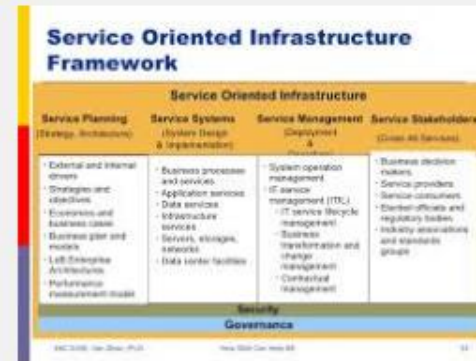 Service Oriented Infrastructure
Framework
Service Oriented Infrastructure
Service Planning
(Strategy, Architecture)
External and Internal
drivers
Strategies and
objectives
Economics and
business cases
Business plan and
models
Enterprise
Architectures
Performance
measurement model
Service Systems
(System Design
& Implementation)
Business processes
and services
Application services
Data services
Infrastructure
services
Servers, storages,
networks
Data center facilities
Service Management
(Deployment
&
System operation
management
IT service
management (ITIL)
IT service lifecycle
management
Business
transformation and
change
management
Contractual
management
Service Stakeholders
(Cross All Services)
Business decision
makers
Service providers
Service consumers
Elected officials and
regulatory bodies
Industry associations
and standards
groups
Security
Governance